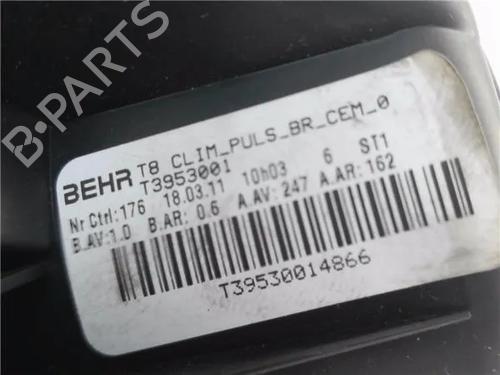 BEHR T8 CLIM_PULS_BR_CEM_0
T3953001
Nr Ctrl:176 18.03.11 10h03 6 ST1
B.AV:1.0 B.AR: 0.6 A.AV: 247 A.AR: 162
T39530014866
B-PARTS